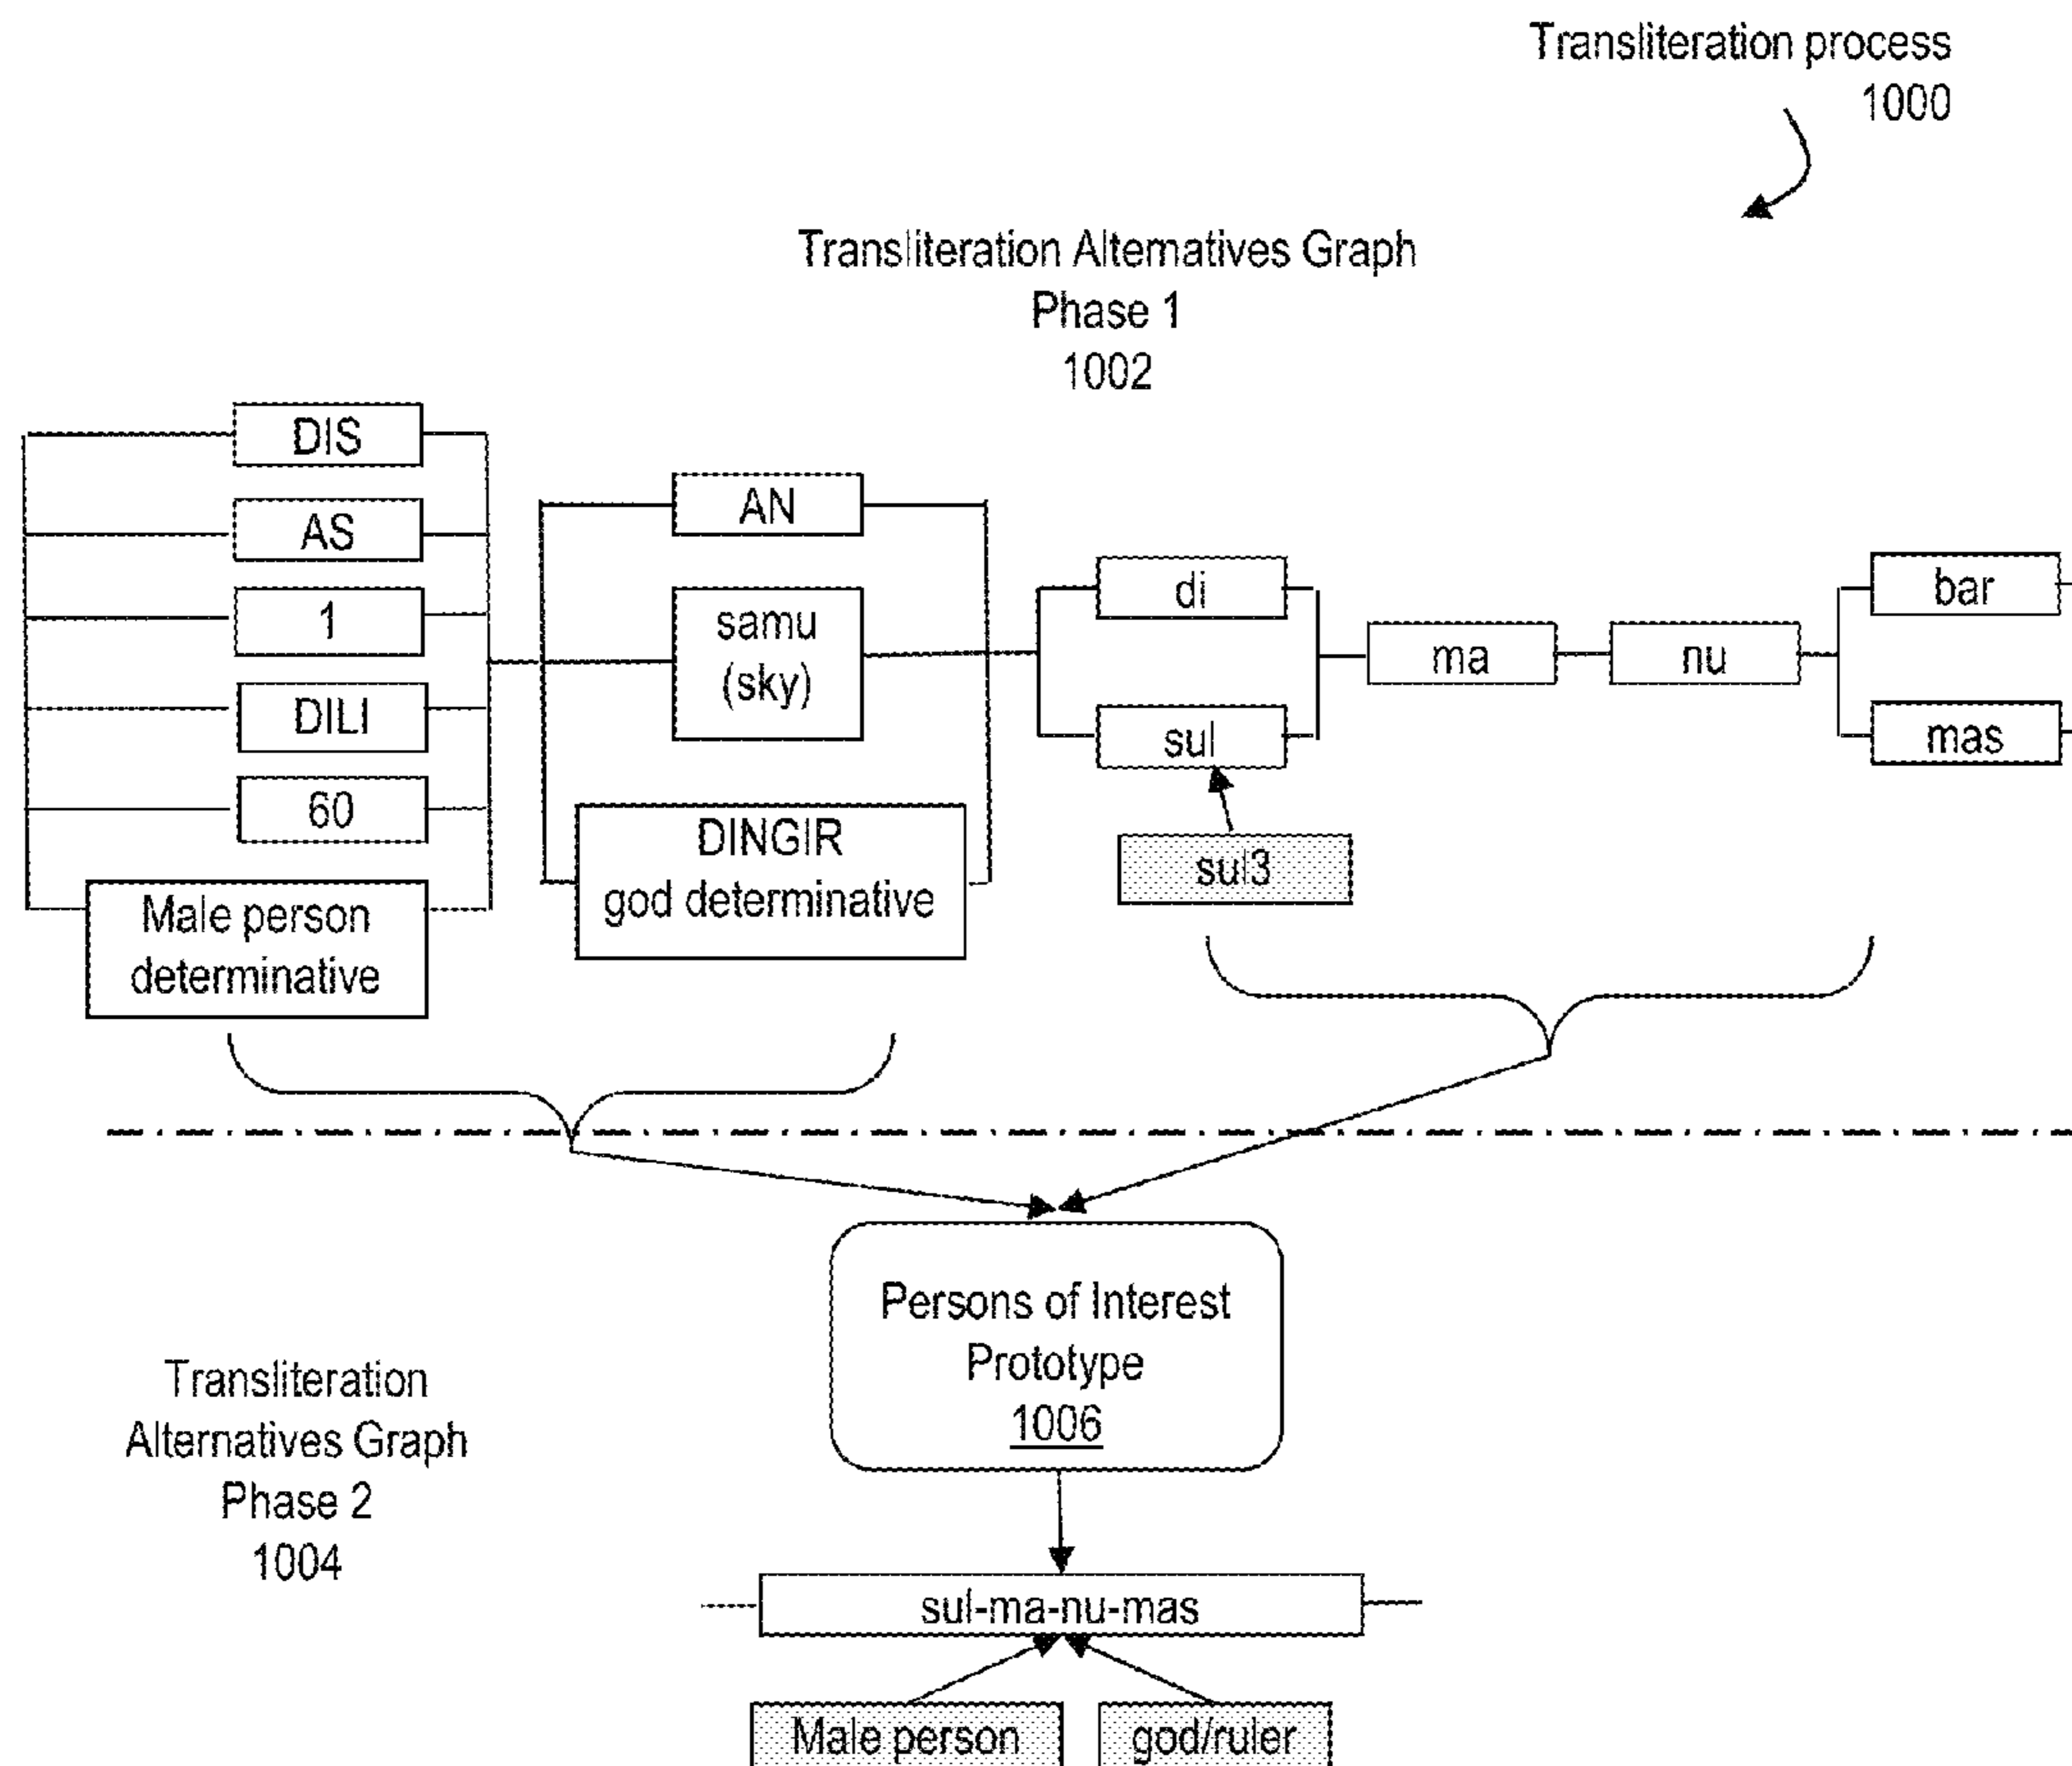 Transliteration process
1000
Transliteration Alternatives Graph
Phase 1
1002
DIS
AS
1
DILI
60
Male person
determinative
AN
samu
(sky)
DINGIR
god determinative
di
sul
sul3
ma
nu
bar
mas
Persons of Interest
Prototype
1006
Transliteration
Alternatives Graph
Phase 2
1004
sul-ma-nu-mas
Male person
god/ruler